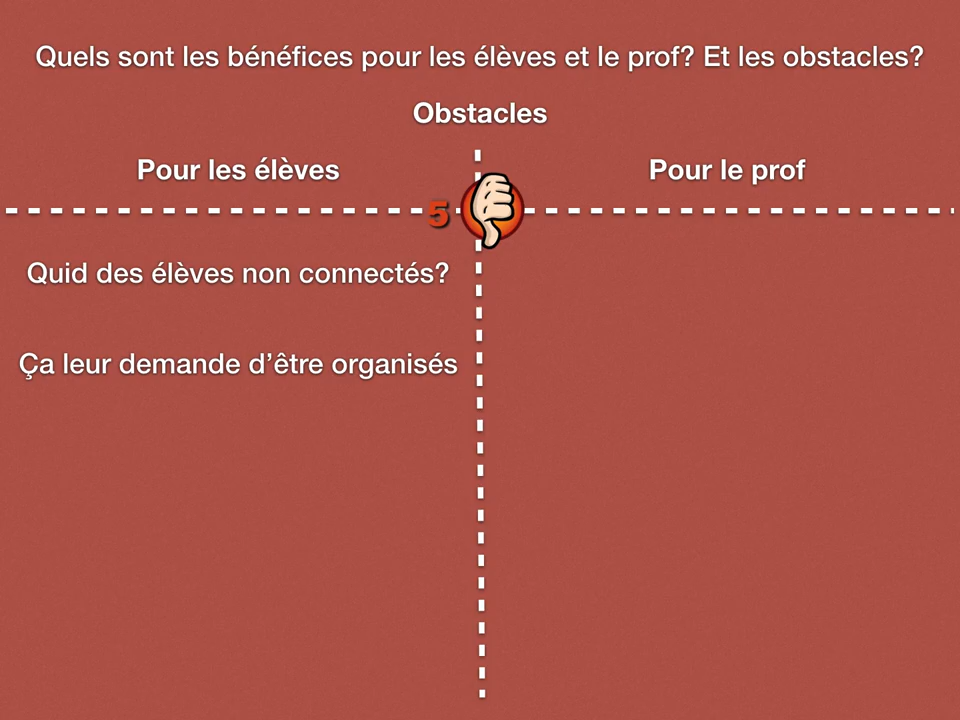 Quels sont les bénéfices pour les élèves et le prof? Et les obstacles?
Obstacles
Pour les élèves
Pour le prof
5
Quid des élèves non connectés?
Ça leur demande d’être organisés